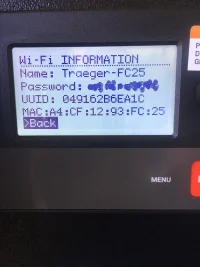 Wi-Fi INFORMATION
Name: Traeger-FC25
Password:
UUID: 049162B6EA1C
MAC:A4:CF:12:93:FC:25
>Back
MENU